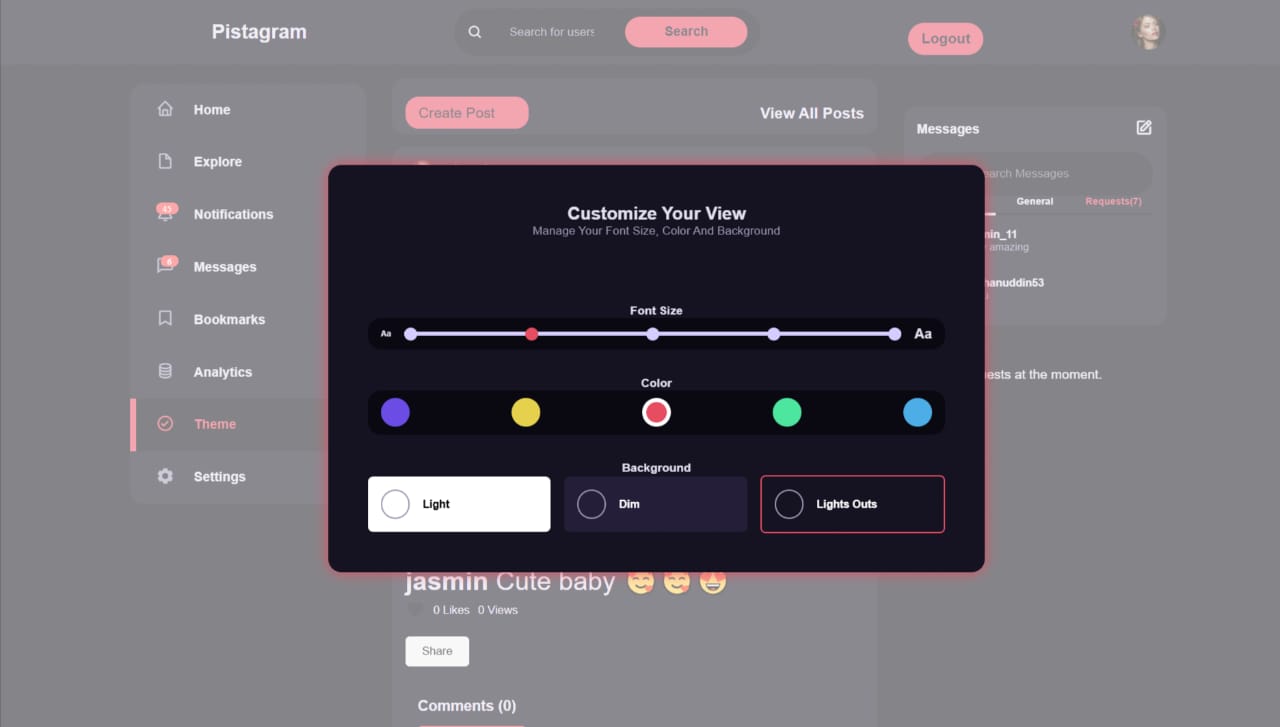 Pistagram
Search for users
Search
Logout
Home
Explore
45
Notifications
6
Messages
Bookmarks
Analytics
Theme
Settings
Create Post
View All Posts
Messages
arch Messages
General
Requests(7)
min_11
amazing
nanuddin53
ests at the moment.
Customize Your View
Manage Your Font Size, Color And Background
Font Size
Aa
Aa
Color
Background
Light
Dim
Lights Outs
jasmin Cute baby 🥰 🥰 😍
0 Likes 0 Views
Share
Comments (0)